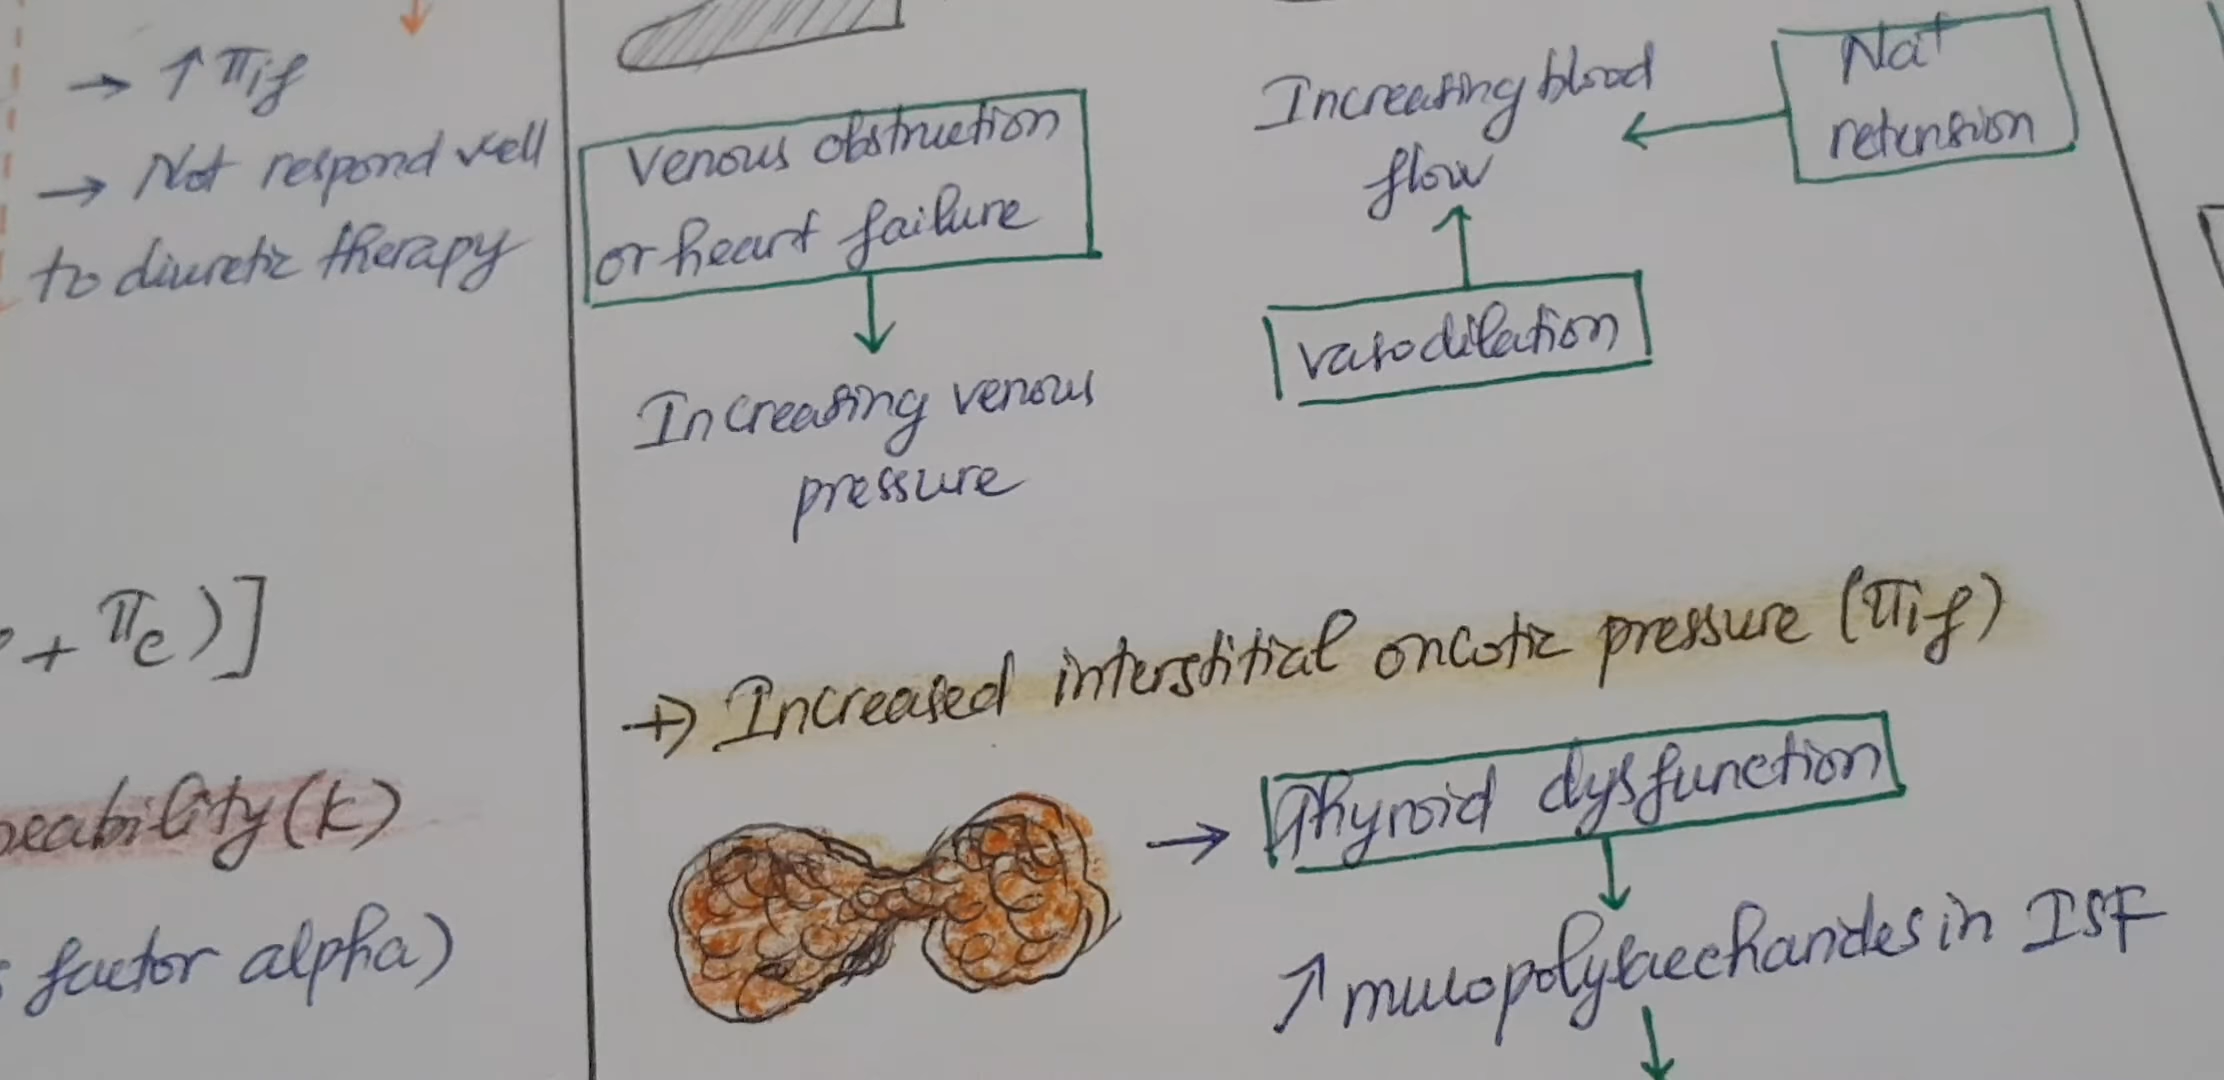 → ↑ πif
→ Not respond well
to diuretic therapy
+ πc)]
(k)
factor alpha)
Venous obstruction
or heart failure
Increasing venous
pressure
Increasing blood
flow
Na+
retension
vasodilation
→ Increased interstitial oncotic pressure (πif)
→ Thyroid dysfunction
↑ mucopolysaecharides in ISF